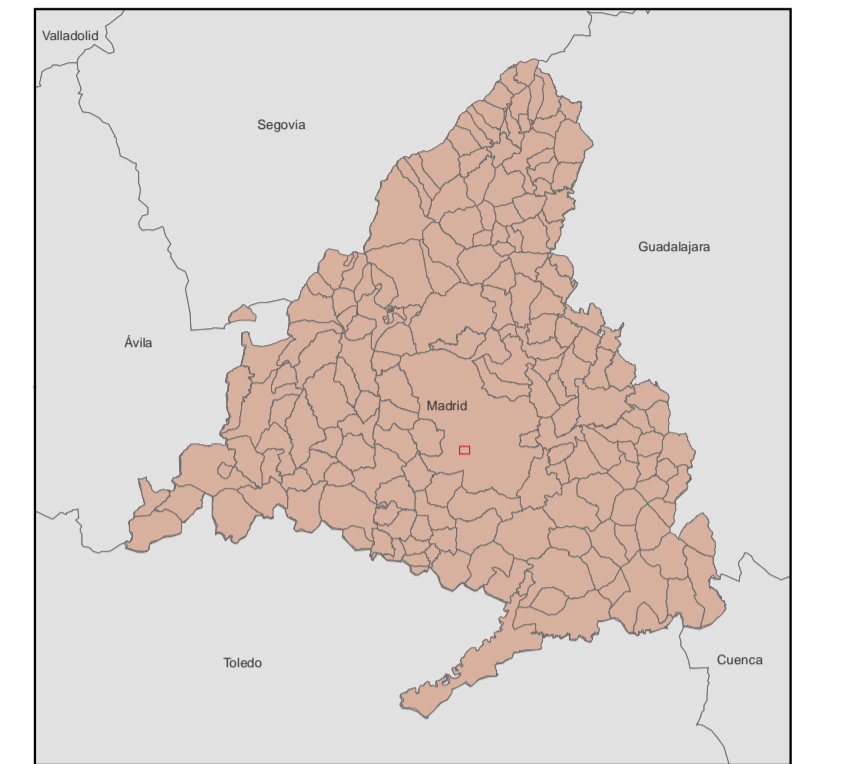 Valladolid
Segovia
Guadalajara
Ávila
Madrid
Toledo
Cuenca